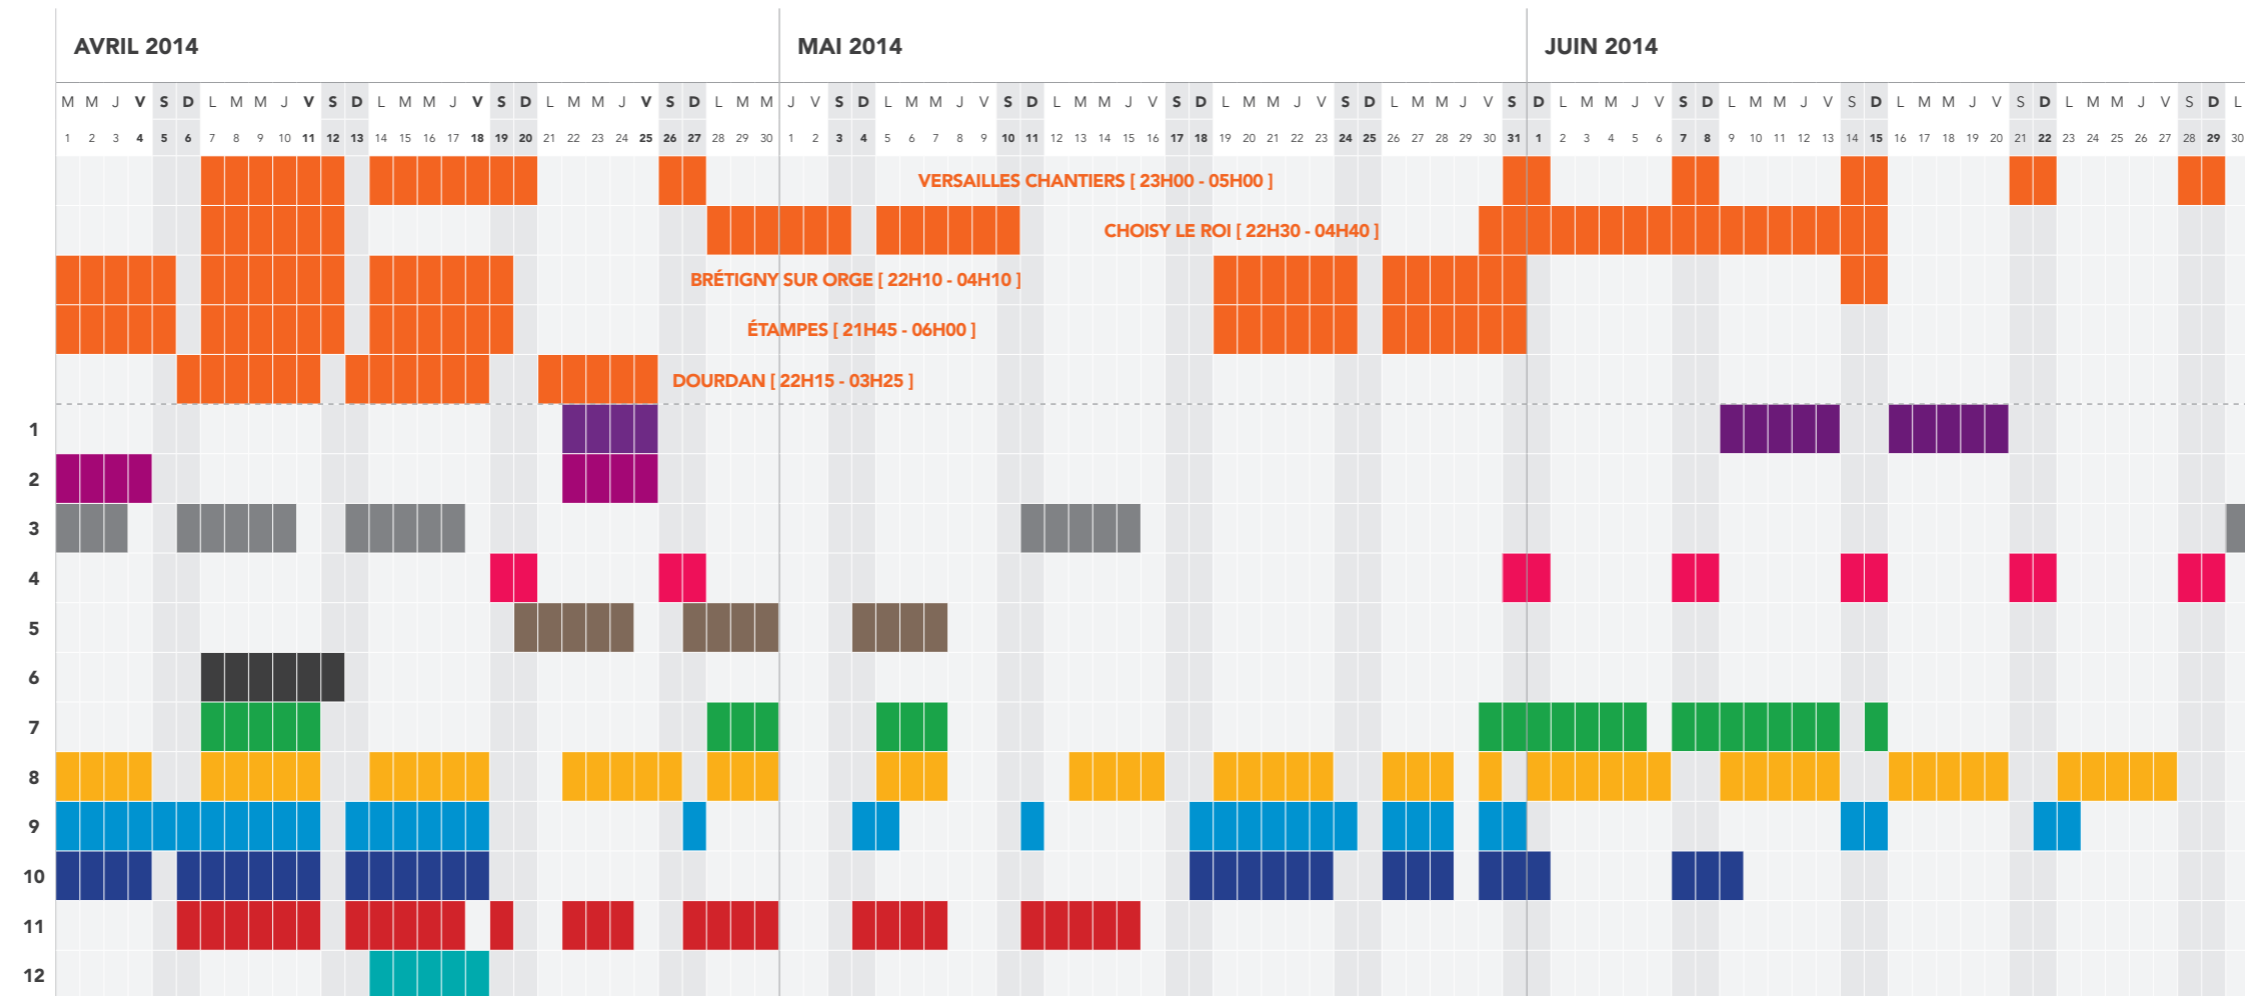 AVRIL 2014 MAI 2014 JUIN 2014
M M J V S D L M M J V S D L M M J V S D L M M J V S D L M M J V S D L M M J V S D L M M J V S D L M M J V S D L M M J V S D L M M J V S D L M M J V S D L M M J V S D L M M J V S D L
1 2 3 4 5 6 7 8 9 10 11 12 13 14 15 16 17 18 19 20 21 22 23 24 25 26 27 28 29 30 1 2 3 4 5 6 7 8 9 10 11 12 13 14 15 16 17 18 19 20 21 22 23 24 25 26 27 28 29 30 31 1 2 3 4 5 6 7 8 9 10 11 12 13 14 15 16 17 18 19 20 21 22 23 24 25 26 27 28 29 30
VERSAILLES CHANTIERS [ 23H00 - 05H00 ]
CHOISY LE ROI [ 22H30 - 04H40 ]
BRÉTIGNY SUR ORGE [ 22H10 - 04H10 ]
ÉTAMPES [ 21H45 - 06H00 ]
DOURDAN [ 22H15 - 03H25 ]
1
2
3
4
5
6
7
8
9
10
11
12